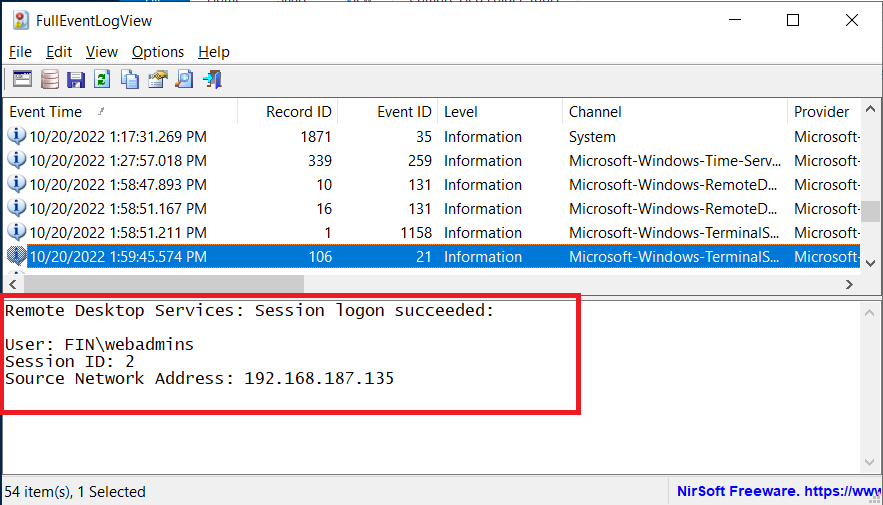 FullEventLogView
File Edit View Options Help
Event Time Record ID Event ID Level Channel Provider
10/20/2022 1:17:31.269 PM 1871 35 Information System Microsoft-
10/20/2022 1:27:57.018 PM 339 259 Information Microsoft-Windows-Time-Serv... Microsoft-
10/20/2022 1:58:47.893 PM 10 131 Information Microsoft-Windows-RemoteD... Microsoft-
10/20/2022 1:58:51.167 PM 16 131 Information Microsoft-Windows-RemoteD... Microsoft-
10/20/2022 1:58:51.211 PM 1 1158 Information Microsoft-Windows-TerminalS... Microsoft-
10/20/2022 1:59:45.574 PM 106 21 Information Microsoft-Windows-TerminalS... Microsoft-
Remote Desktop Services: Session logon succeeded:
User: FIN\webadmins
Session ID: 2
Source Network Address: 192.168.187.135
54 item(s), 1 Selected
NirSoft Freeware. https://www